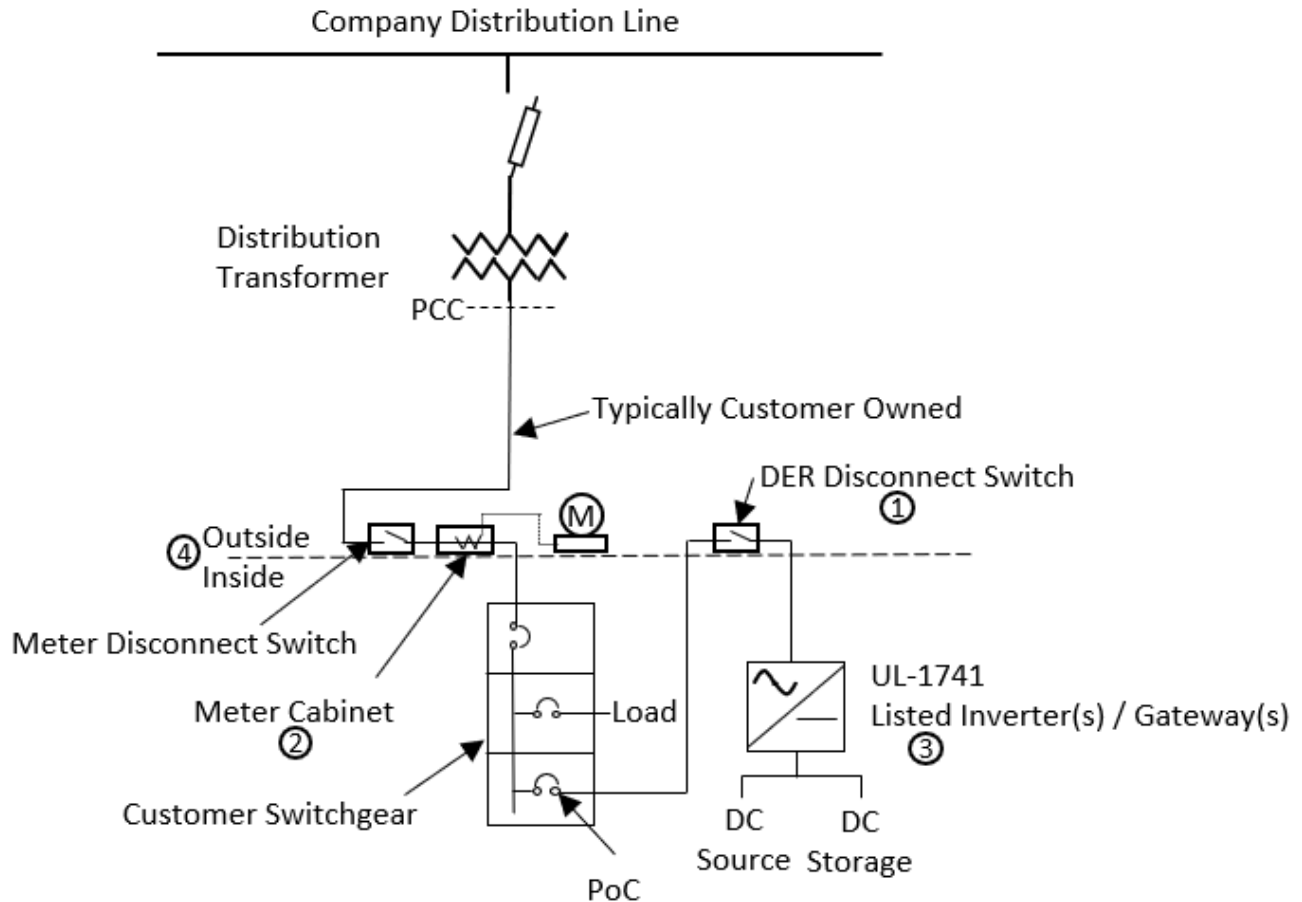 Company Distribution Line
Distribution
Transformer
PCC
Typically Customer Owned
DER Disconnect Switch
①
M
④ Outside
Inside
Meter Disconnect Switch
Meter Cabinet
②
Load
UL-1741
Listed Inverter(s) / Gateway(s)
③
Customer Switchgear
DC DC
Source Storage
PoC